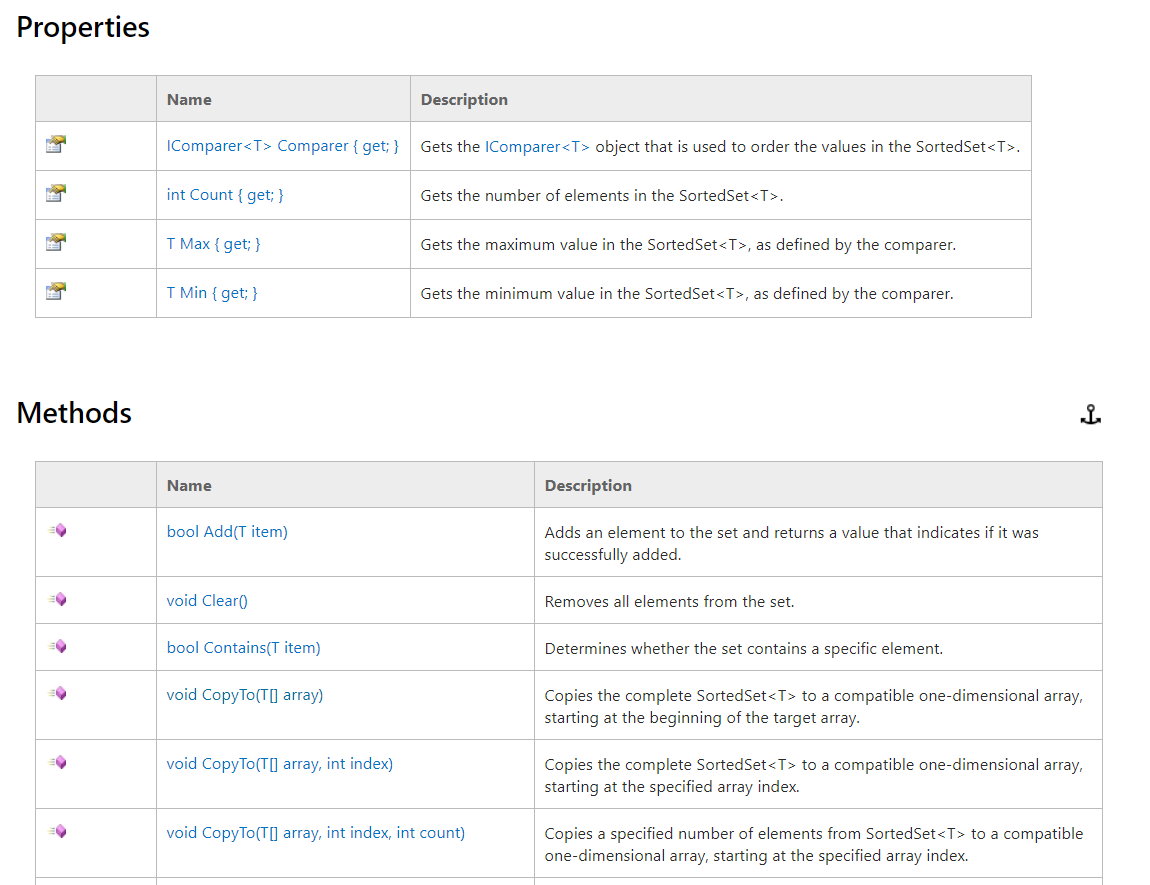 Properties
Name Description
IComparer<T> Comparer { get; } Gets the IComparer<T> object that is used to order the values in the SortedSet<T>.
int Count { get; } Gets the number of elements in the SortedSet<T>.
T Max { get; } Gets the maximum value in the SortedSet<T>, as defined by the comparer.
T Min { get; } Gets the minimum value in the SortedSet<T>, as defined by the comparer.
Methods
Name Description
bool Add(T item) Adds an element to the set and returns a value that indicates if it was
successfully added.
void Clear() Removes all elements from the set.
bool Contains(T item) Determines whether the set contains a specific element.
void CopyTo(T[] array) Copies the complete SortedSet<T> to a compatible one-dimensional array,
starting at the beginning of the target array.
void CopyTo(T[] array, int index) Copies the complete SortedSet<T> to a compatible one-dimensional array,
starting at the specified array index.
void CopyTo(T[] array, int index, int count) Copies a specified number of elements from SortedSet<T> to a compatible
one-dimensional array, starting at the specified array index.